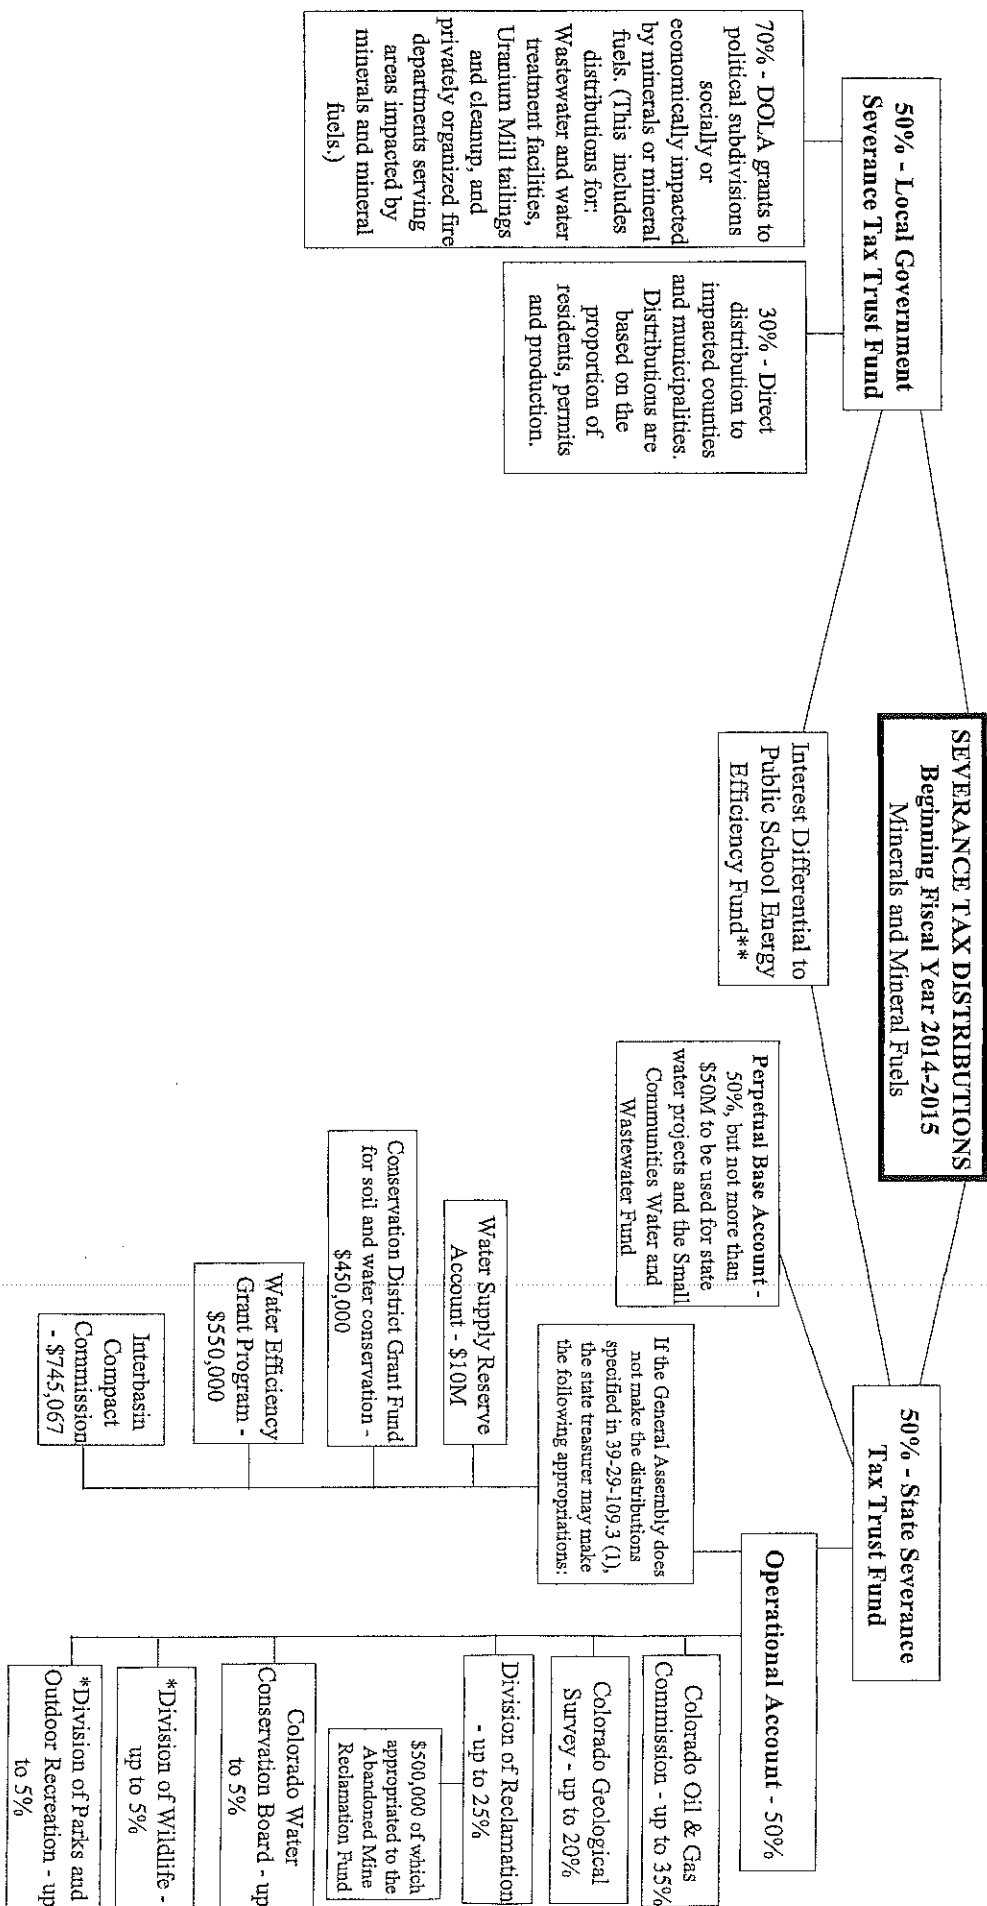 SEVERANCE TAX DISTRIBUTIONS
Beginning Fiscal Year 2014-2015
Minerals and Mineral Fuels
50% - Local Government
Severance Tax Trust Fund
70% - DOLA grants to
political subdivisions
socially or
economically impacted
by minerals or mineral
fuels. (This includes
distributions for:
Wastewater and water
treatment facilities,
Uranium Mill tailings
and cleanup, and
privately organized fire
departments serving
areas impacted by
minerals and mineral
fuels.)
30% - Direct
distribution to
impacted counties
and municipalities.
Distributions are
based on the
proportion of
residents, permits
and production.
Interest Differential to
Public School Energy
Efficiency Fund**
50% - State Severance
Tax Trust Fund
Perpetual Base Account -
50%, but not more than
$50M to be used for state
water projects and the Small
Communities Water and
Wastewater Fund
Operational Account - 50%
If the General Assembly does
not make the distributions
specified in 39-29-109.3 (1),
the state treasurer may make
the following appropriations:
Water Supply Reserve
Account - $10M
Conservation District Grant Fund
for soil and water conservation -
$450,000
Water Efficiency
Grant Program -
$550,000
Interbasin
Compact
Commission
- $745,067
Colorado Oil & Gas
Commission - up to 35%
Colorado Geological
Survey - up to 20%
Division of Reclamation
- up to 25%
$500,000 of which
appropriated to the
Abandoned Mine
Reclamation Fund
Colorado Water
Conservation Board - up
to 5%
*Division of Wildlife -
up to 5%
*Division of Parks and
Outdoor Recreation - up
to 5%